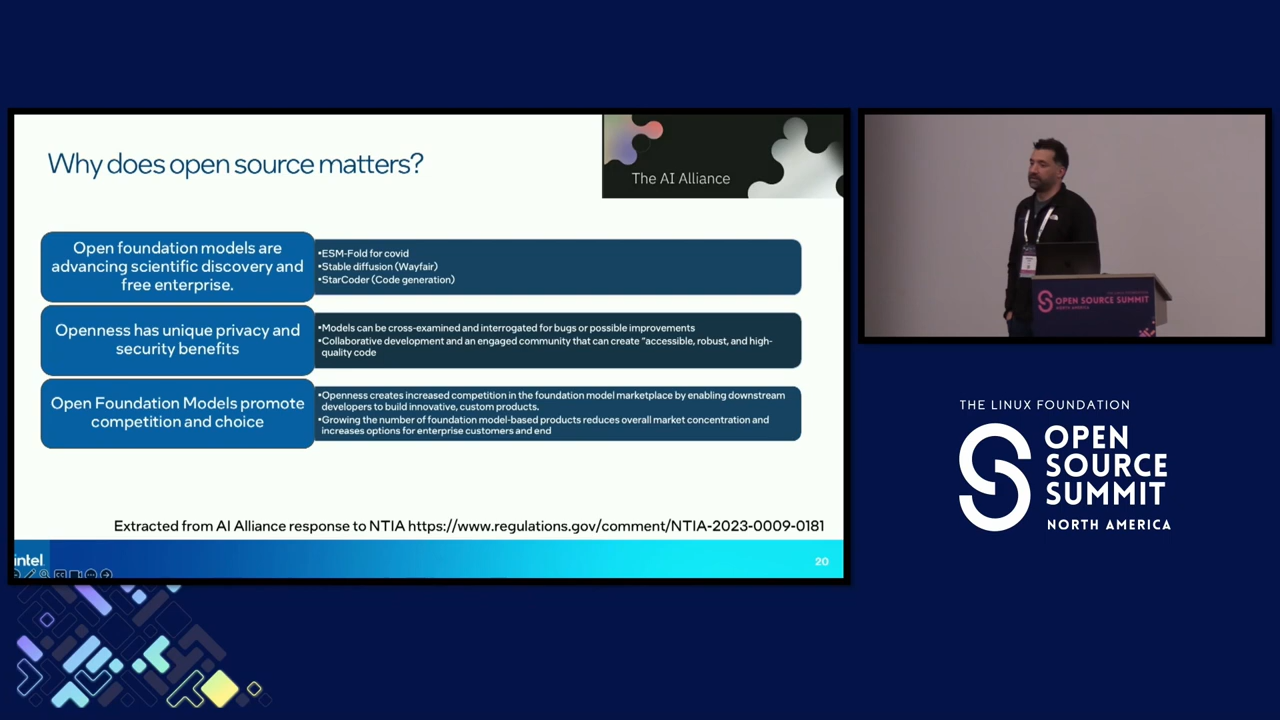 Why does open source matters?
The AI Alliance
Open foundation models are
advancing scientific discovery and
free enterprise.
•ESM-Fold for covid
•Stable diffusion (Wayfair)
•StarCoder (Code generation)
Openness has unique privacy and
security benefits
•Models can be cross-examined and interrogated for bugs or possible improvements
•Collaborative development and an engaged community that can create "accessible, robust, and high-
quality code
Open Foundation Models promote
competition and choice
•Openness creates increased competition in the foundation model marketplace by enabling downstream
developers to build innovative, custom products.
•Growing the number of foundation model-based products reduces overall market concentration and
increases options for enterprise customers and end
Extracted from AI Alliance response to NTIA https://www.regulations.gov/comment/NTIA-2023-0009-0181
intel
20
OPEN SOURCE SUMMIT
NORTH AMERICA
THE LINUX FOUNDATION
OPEN
SOURCE
SUMMIT
NORTH AMERICA